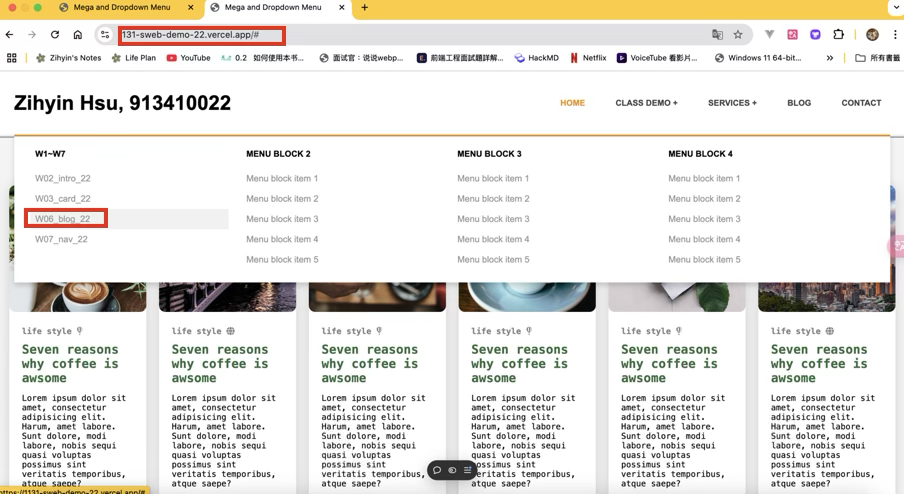 Mega and Dropdown Menu
Mega and Dropdown Menu
131-sweb-demo-22.vercel.app/#
Zihyin's Notes
Life Plan
YouTube
0.2 如何使用本书...
面试官：说说webp...
前端工程面試題詳解...
HackMD
Netflix
VoiceTube 看影片...
Windows 11 64-bit...
所有書籤
Zihyin Hsu, 913410022
HOME CLASS DEMO + SERVICES + BLOG CONTACT
W1~W7
W02_intro_22
W03_card_22
W06_blog_22
W07_nav_22
MENU BLOCK 2
Menu block item 1
Menu block item 2
Menu block item 3
Menu block item 4
Menu block item 5
MENU BLOCK 3
Menu block item 1
Menu block item 2
Menu block item 3
Menu block item 4
Menu block item 5
MENU BLOCK 4
Menu block item 1
Menu block item 2
Menu block item 3
Menu block item 4
Menu block item 5
life style
Seven reasons
why coffee is
awsome
Lorem ipsum dolor sit
amet, consectetur
adipisicing elit.
Harum, amet labore.
Sunt dolore, modi
labore, nobis sequi
quasi voluptas
possimus sint
veritatis temporibus,
atque saepe?
life style
Seven reasons
why coffee is
awsome
Lorem ipsum dolor sit
amet, consectetur
adipisicing elit.
Harum, amet labore.
Sunt dolore, modi
labore, nobis sequi
quasi voluptas
possimus sint
veritatis temporibus,
atque saepe?
life style
Seven reasons
why coffee is
awsome
Lorem ipsum dolor sit
amet, consectetur
adipisicing elit.
Harum, amet labore.
Sunt dolore, modi
labore, nobis sequi
quasi voluptas
possimus sint
veritatis temporibus,
atque saepe?
life style
Seven reasons
why coffee is
awsome
Lorem ipsum dolor sit
amet, consectetur
adipisicing elit.
Harum, amet labore.
Sunt dolore, modi
labore, nobis sequi
quasi voluptas
possimus sint
veritatis temporibus,
atque saepe?
life style
Seven reasons
why coffee is
awsome
Lorem ipsum dolor sit
amet, consectetur
adipisicing elit.
Harum, amet labore.
Sunt dolore, modi
labore, nobis sequi
quasi voluptas
possimus sint
veritatis temporibus,
atque saepe?
life style
Seven reasons
why coffee is
awsome
Lorem ipsum dolor sit
amet, consectetur
adipisicing elit.
Harum, amet labore.
Sunt dolore, modi
labore, nobis sequi
quasi voluptas
possimus sint
veritatis temporibus,
atque saepe?
https://1131-sweb-demo-22.vercel.app/#